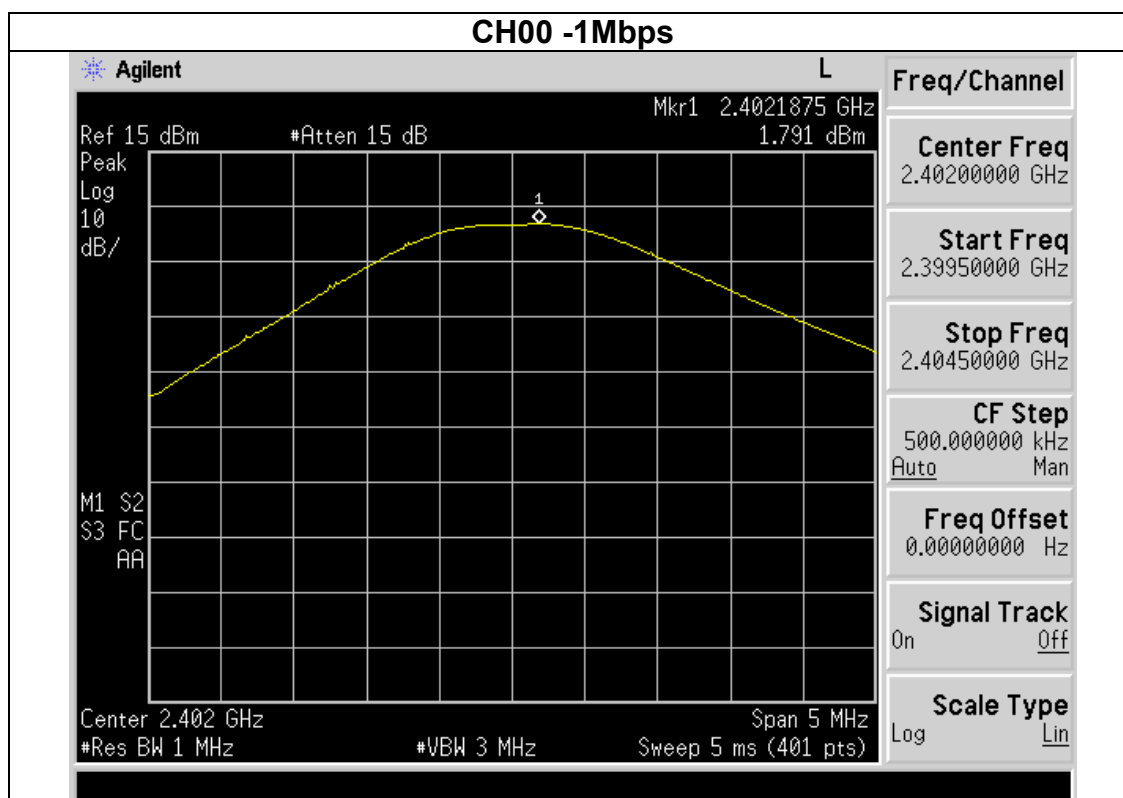 CH00 -1Mbps
Agilent
L
Mkr1 2.4021875 GHz
Ref 15 dBm #Atten 15 dB 1.791 dBm
Peak
Log
10
dB/
1
M1 S2
S3 FC
AA
Center 2.402 GHz Span 5 MHz
#Res BW 1 MHz #VBW 3 MHz Sweep 5 ms (401 pts)
Freq/Channel
Center Freq
2.40200000 GHz
Start Freq
2.39950000 GHz
Stop Freq
2.40450000 GHz
CF Step
500.000000 kHz
Auto Man
Freq Offset
0.00000000 Hz
Signal Track
On Off
Scale Type
Log Lin